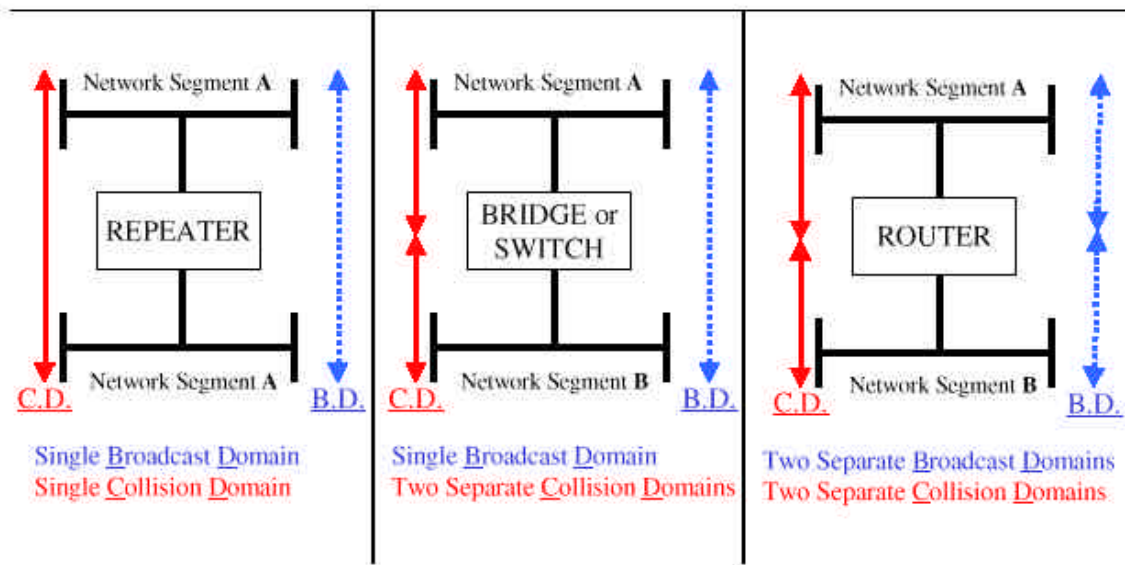 Network Segment A
REPEATER
Network Segment A
C.D.
B.D.
Single Broadcast Domain
Single Collision Domain
Network Segment A
BRIDGE or
SWITCH
Network Segment B
C.D.
B.D.
Single Broadcast Domain
Two Separate Collision Domains
Network Segment A
ROUTER
Network Segment B
C.D.
B.D.
Two Separate Broadcast Domains
Two Separate Collision Domains